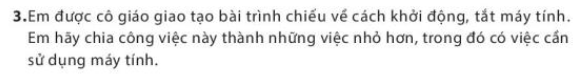 3.Em được cô giáo giao tạo bài trình chiếu về cách khởi động, tắt máy tính.
Em hãy chia công việc này thành những việc nhỏ hơn, trong đó có việc cần
sử dụng máy tính.